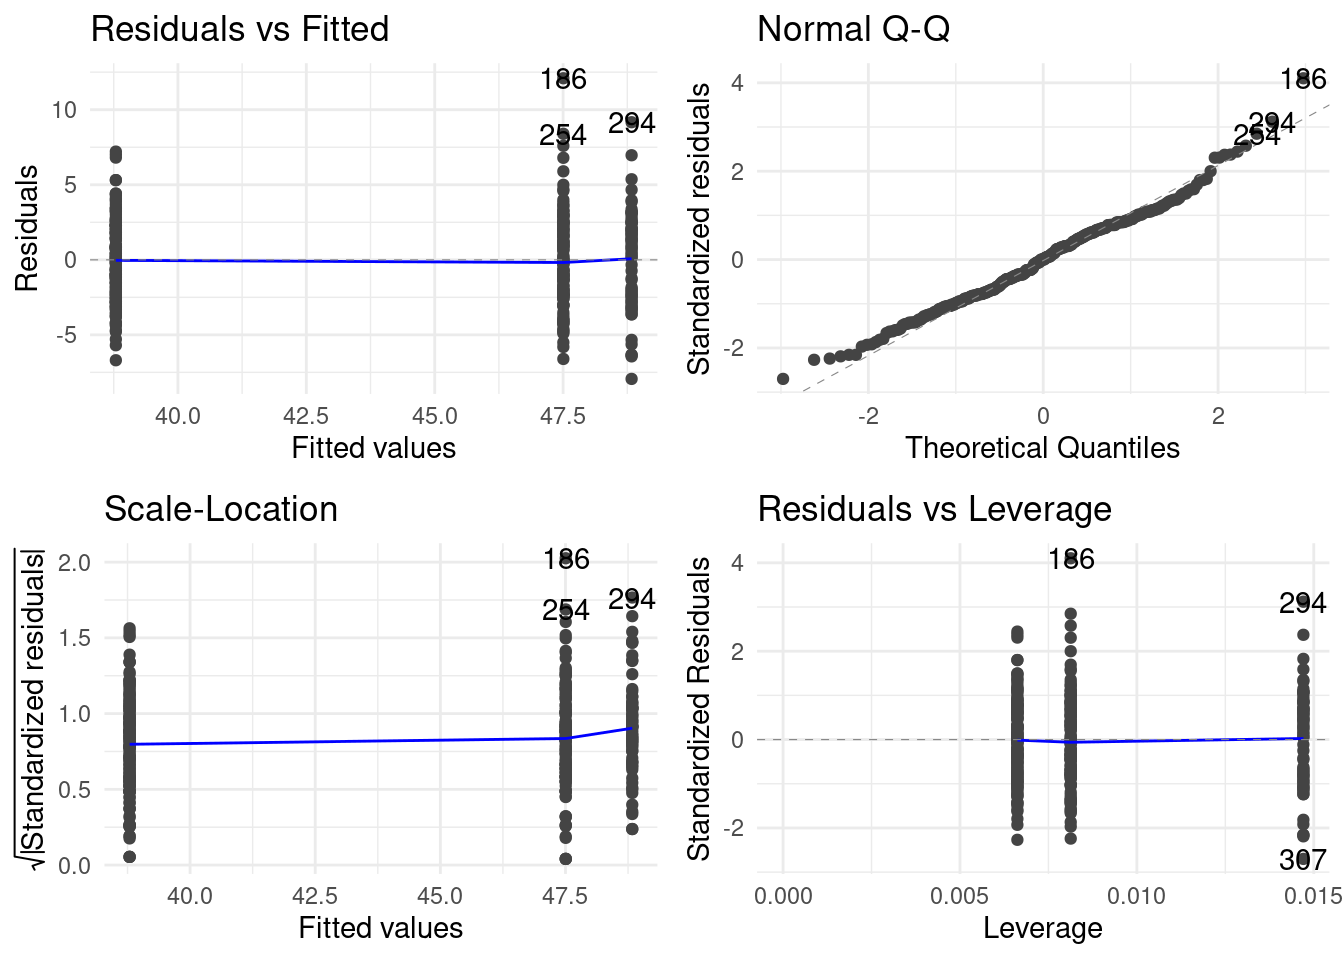 Residuals vs Fitted
Residuals
10
5
0
-5
186
254
294
40.0 42.5 45.0 47.5
Fitted values
Normal Q-Q
Standardized residuals
4
2
0
-2
186
294
254
-2 0 2
Theoretical Quantiles
Scale-Location
√|Standardized residuals|
2.0
1.5
1.0
0.5
0.0
186
254
294
40.0 42.5 45.0 47.5
Fitted values
Residuals vs Leverage
Standardized Residuals
4
2
0
-2
186
294
307
0.000 0.005 0.010 0.015
Leverage